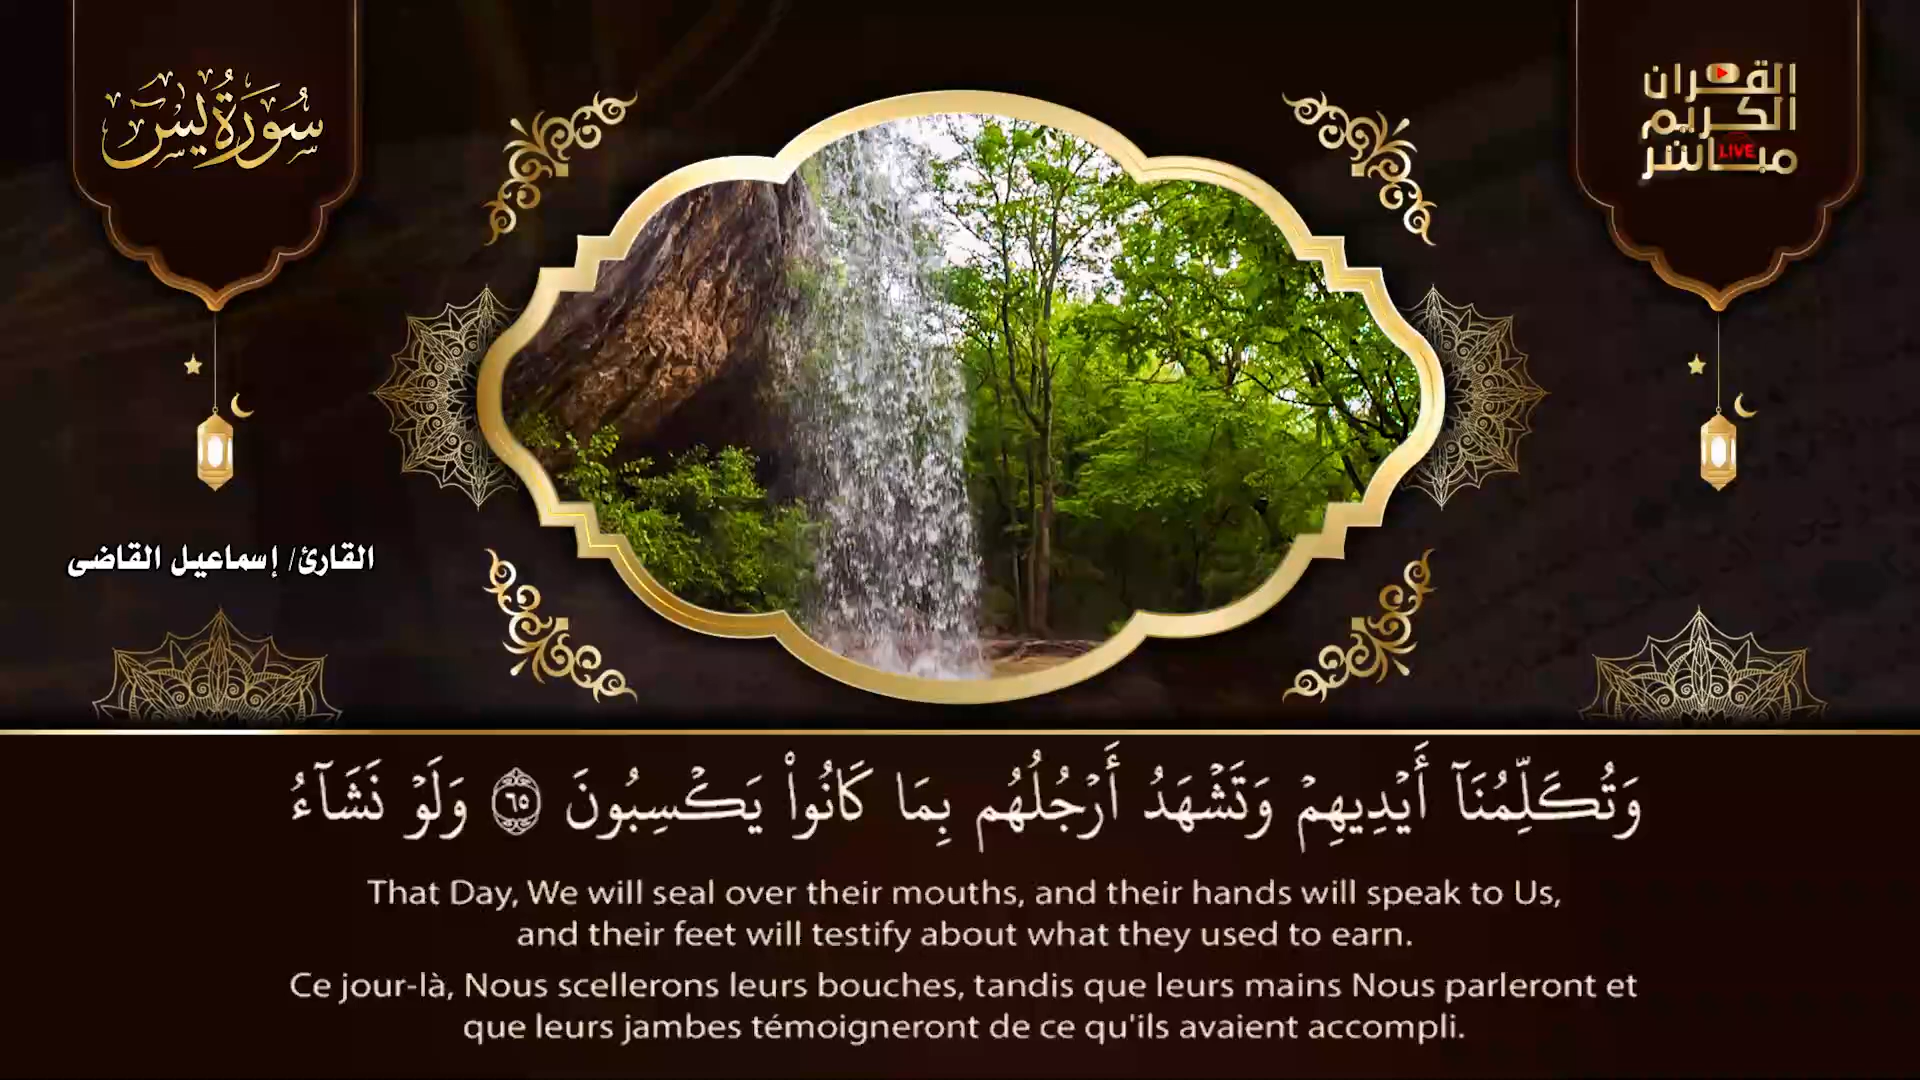 سُورَةُ يسٓ
القرآن
الكريم
مباشر
LIVE
القارئ/ إسماعيل القاضى
وَتُكَلِّمُنَآ أَيْدِيهِمْ وَتَشْهَدُ أَرْجُلُهُم بِمَا كَانُوا۟ يَكْسِبُونَ ٦٥ وَلَوْ نَشَآءُ
That Day, We will seal over their mouths, and their hands will speak to Us,
and their feet will testify about what they used to earn.
Ce jour-là, Nous scellerons leurs bouches, tandis que leurs mains Nous parleront et
que leurs jambes témoigneront de ce qu'ils avaient accompli.